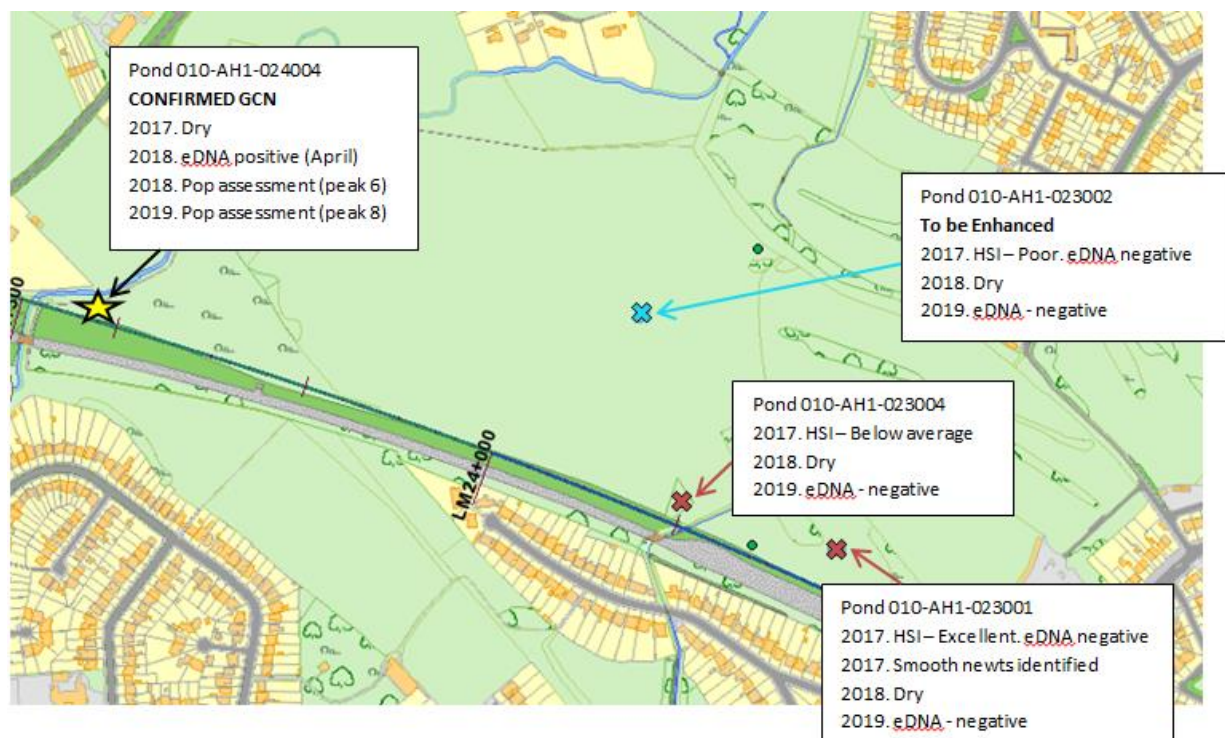 Pond 010-AH1-024004
CONFIRMED GCN
2017. Dry
2018. eDNA positive (April)
2018. Pop assessment (peak 6)
2019. Pop assessment (peak 8)
Pond 010-AH1-023002
To be Enhanced
2017. HSI – Poor. eDNA negative
2018. Dry
2019. eDNA - negative
Pond 010-AH1-023004
2017. HSI – Below average
2018. Dry
2019. eDNA - negative
LM24+000
Pond 010-AH1-023001
2017. HSI – Excellent. eDNA negative
2017. Smooth newts identified
2018. Dry
2019. eDNA - negative